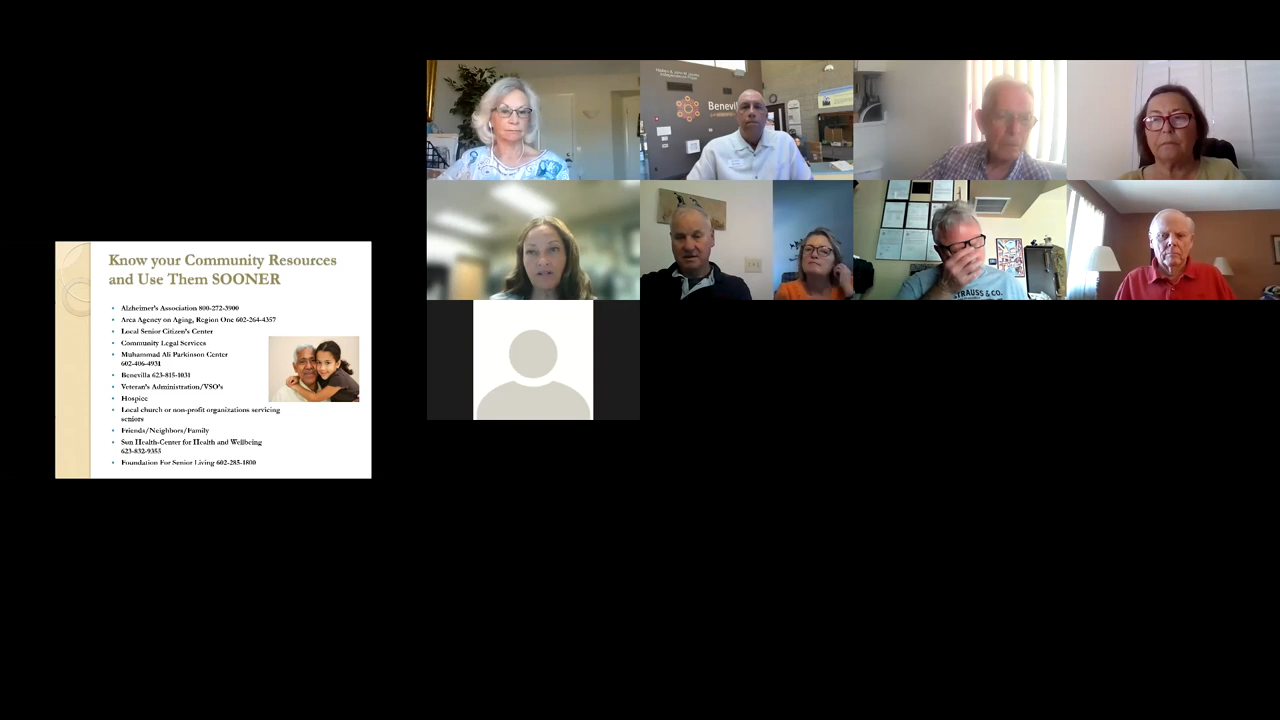 Know your Community Resources
and Use Them SOONER
Alzheimer's Association 800-272-3900
Area Agency on Aging, Region One 602-264-4357
Local Senior Citizen's Center
Community Legal Services
Muhammad Ali Parkinson Center
602-406-4931
Benevilla 623-815-1031
Veteran's Administration/VSO's
Hospice
Local church or non-profit organizations servicing
seniors
Friends/Neighbors/Family
Sun Health-Center for Health and Wellbeing
623-832-9355
Foundation For Senior Living 602-285-1800
Benevil
STRAUSS & CO.